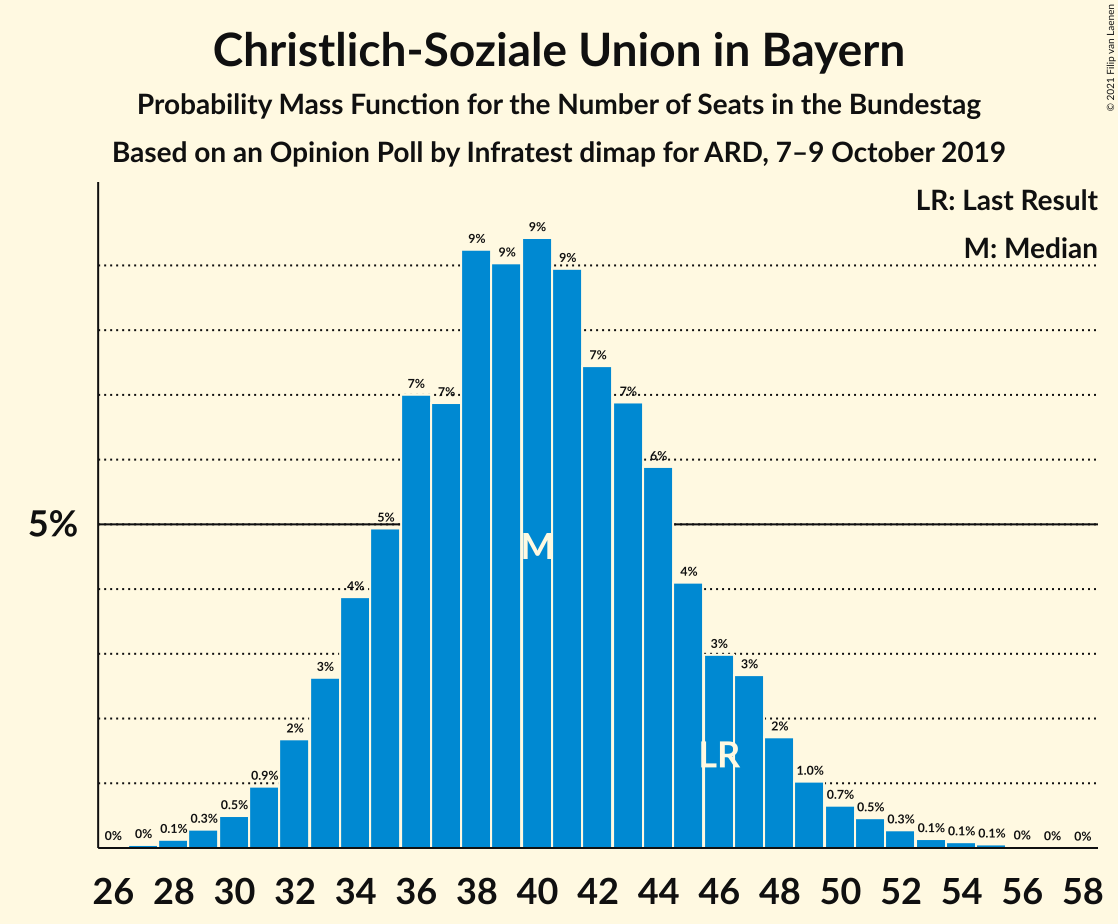 Christlich-Soziale Union in Bayern
Probability Mass Function for the Number of Seats in the Bundestag
Based on an Opinion Poll by Infratest dimap for ARD, 7–9 October 2019
© 2021 Filip van Laenen
LR: Last Result
M: Median
5%
0% 0% 0.1% 0.3% 0.5% 0.9% 2% 3% 4% 5% 7% 7% 9% 9% 9% 9% 7% 7% 6% 4% 3% 3% 2% 1.0% 0.7% 0.5% 0.3% 0.1% 0.1% 0.1% 0% 0% 0%
M
LR
26 28 30 32 34 36 38 40 42 44 46 48 50 52 54 56 58